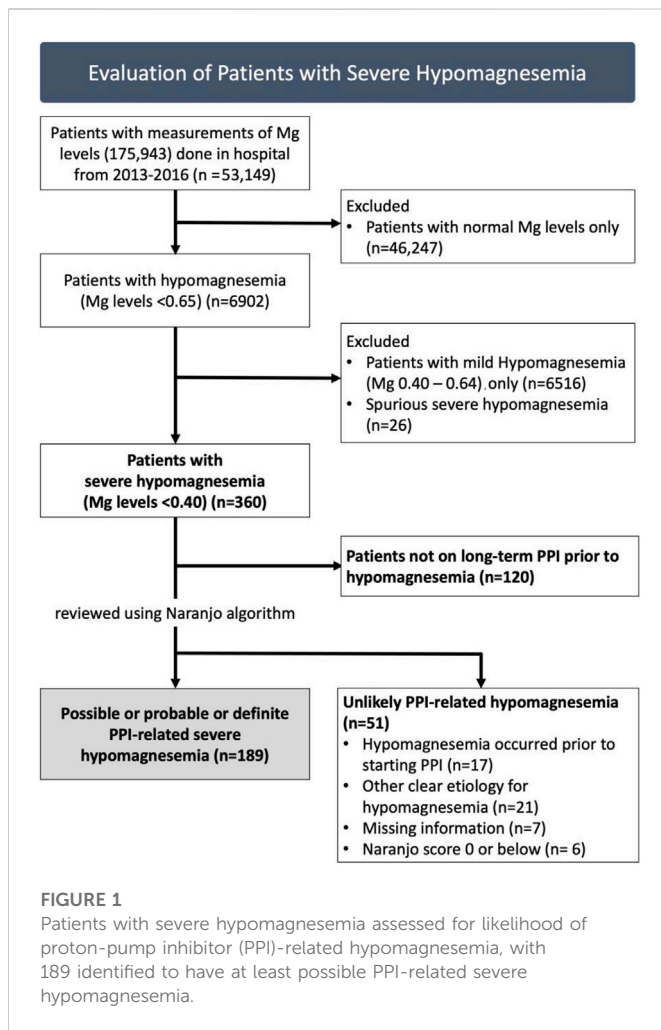 Evaluation of Patients with Severe Hypomagnesemia
Patients with measurements of Mg
levels (175,943) done in hospital
from 2013-2016 (n =53,149)
Excluded
• Patients with normal Mg levels only
(n=46,247)
Patients with hypomagnesemia
(Mg levels <0.65) (n=6902)
Excluded
• Patients with mild Hypomagnesemia
(Mg 0.40 – 0.64) only (n=6516)
• Spurious severe hypomagnesemia
(n=26)
Patients with
severe hypomagnesemia
(Mg levels <0.40) (n=360)
Patients not on long-term PPI prior to
hypomagnesemia (n=120)
reviewed using Naranjo algorithm
Possible or probable or definite
PPI-related severe
hypomagnesemia (n=189)
Unlikely PPI-related hypomagnesemia
(n=51)
• Hypomagnesemia occurred prior to
starting PPI (n=17)
• Other clear etiology for
hypomagnesemia (n=21)
• Missing information (n=7)
• Naranjo score 0 or below (n= 6)
FIGURE 1
Patients with severe hypomagnesemia assessed for likelihood of
proton-pump inhibitor (PPI)-related hypomagnesemia, with
189 identified to have at least possible PPI-related severe
hypomagnesemia.